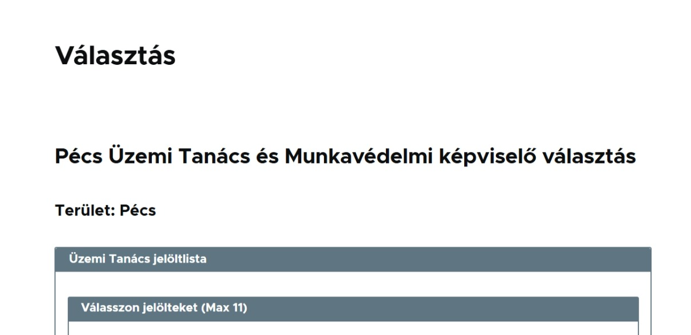 Választás
Pécs Üzemi Tanács és Munkavédelmi képviselő választás
Terület: Pécs
Üzemi Tanács jelöltlista
Válasszon jelölteket (Max 11)